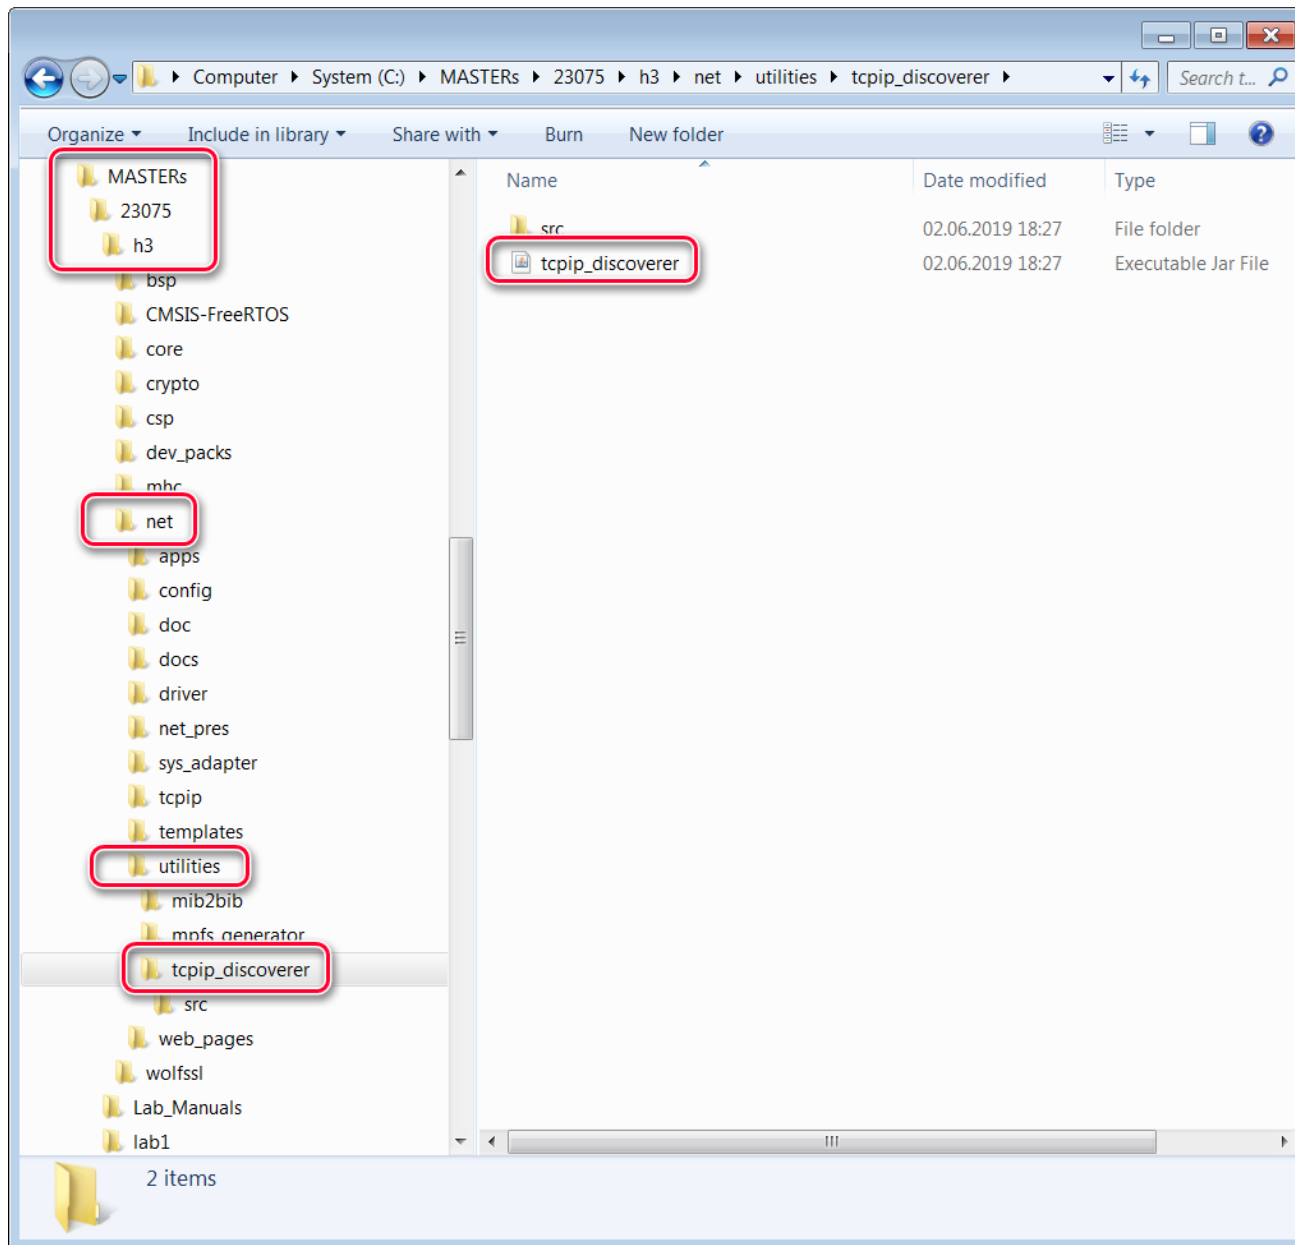 Computer System (C:) MASTERs 23075 h3 net utilities tcpip_discoverer Search t...
Organize Include in library Share with Burn New folder
MASTERs
23075
h3
bsp
CMSIS-FreeRTOS
core
crypto
csp
dev_packs
mhc
net
apps
config
doc
docs
driver
net_pres
sys_adapter
tcpip
templates
utilities
mib2bib
mpfs_generator
tcpip_discoverer
src
web_pages
wolfssl
Lab_Manuals
lab1
Name Date modified Type
src 02.06.2019 18:27 File folder
tcpip_discoverer 02.06.2019 18:27 Executable Jar File
2 items